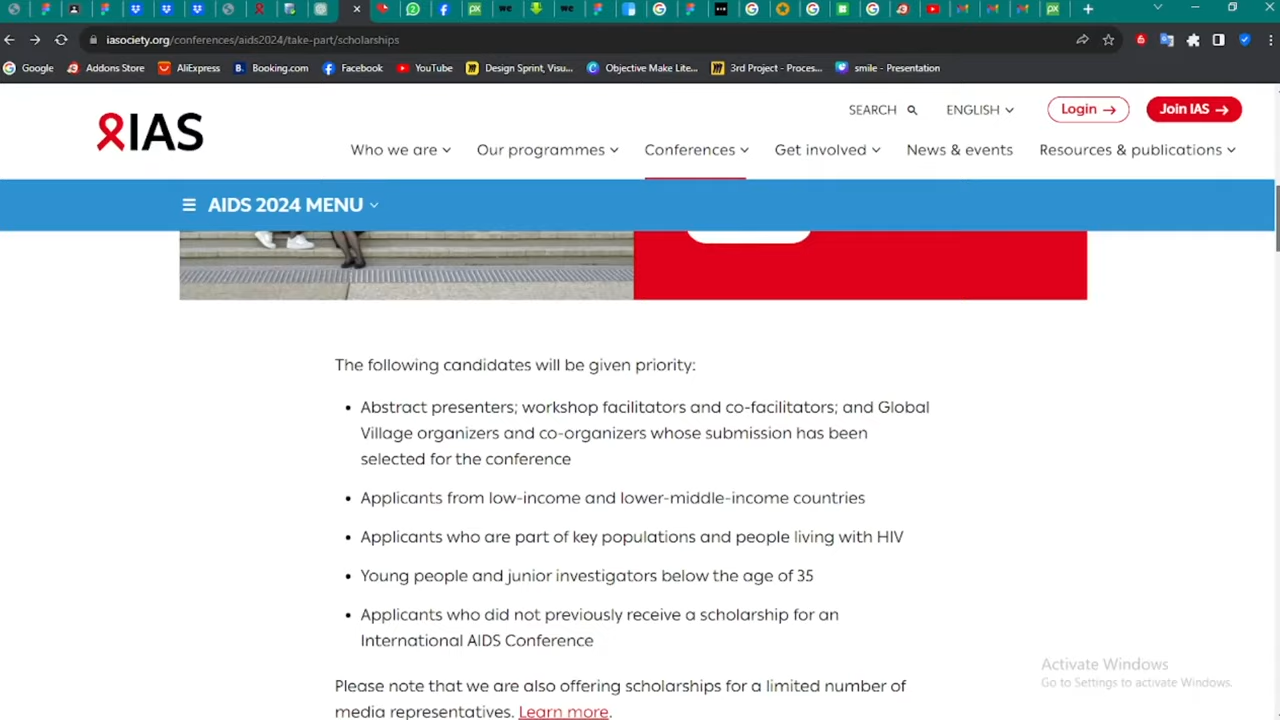 iasociety.org/conferences/aids2024/take-part/scholarships
Google Addons Store AliExpress Booking.com Facebook YouTube Design Sprint, Visu... Objective Make Lite... 3rd Project - Proces... smile - Presentation
SEARCH ENGLISH Login → Join IAS →
IAS
Who we are Our programmes Conferences Get involved News & events Resources & publications
AIDS 2024 MENU
The following candidates will be given priority:
• Abstract presenters; workshop facilitators and co-facilitators; and Global
Village organizers and co-organizers whose submission has been
selected for the conference
• Applicants from low-income and lower-middle-income countries
• Applicants who are part of key populations and people living with HIV
• Young people and junior investigators below the age of 35
• Applicants who did not previously receive a scholarship for an
International AIDS Conference
Activate Windows
Go to Settings to activate Windows.
Please note that we are also offering scholarships for a limited number of
media representatives. Learn more.